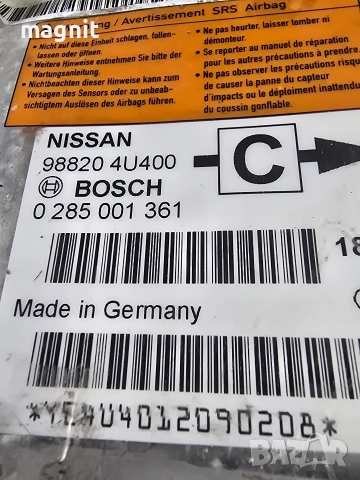 magnit
nung / Avertissement SRS Airbag
• Nicht auf diese Einheit schlagen, fallen-
lassen oder öffnen.
• Weitere Hinweise entnehmen Sie bitte der
Wartungsanleitung.
• Nichtbeachten dieser Hinweise kann zum
Versagen des Sensors oder zu unbeab-
sichtigtem Auslösen des Airbags führen.
• Ne pas heurter, laisser tomber ni
démonteur.
• Se reporter au manuel de réparation
pour les autres précautions à prendre
• Ne pas observer les précautions risque
de causer la panne du capteur
d'impacts ou le déploiement inattendu
du coussin gonflable.
NISSAN
98820 4U400
C
BOSCH
0 285 001 361
18
Made in Germany
bazar.bg